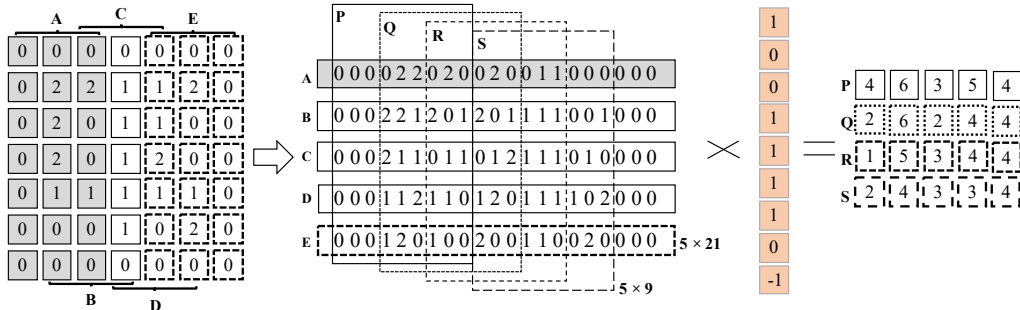 A C E
0 0 0 0 0 0 0
0 2 2 1 1 2 0
0 2 0 1 1 0 0
0 2 0 1 2 0 0
0 1 1 1 1 1 0
0 0 0 1 0 2 0
0 0 0 0 0 0 0
B D
P
Q
R
S
A 0 0 0 0 2 2 0 2 0 0 2 0 0 1 1 0 0 0 0 0 0
B 0 0 0 2 2 1 2 0 1 2 0 1 1 1 1 0 0 1 0 0 0
C 0 0 0 2 1 1 0 1 1 0 1 2 1 1 1 0 1 0 0 0 0
D 0 0 0 1 1 2 1 1 0 1 2 0 1 1 1 1 0 2 0 0 0
E 0 0 0 1 2 0 1 0 0 2 0 0 1 1 0 0 2 0 0 0 0
5 × 21
5 × 9
1
0
0
1
1
1
1
0
-1
P 4 6 3 5 4
Q 2 6 2 4 4
R 1 5 3 4 4
S 2 4 3 3 4